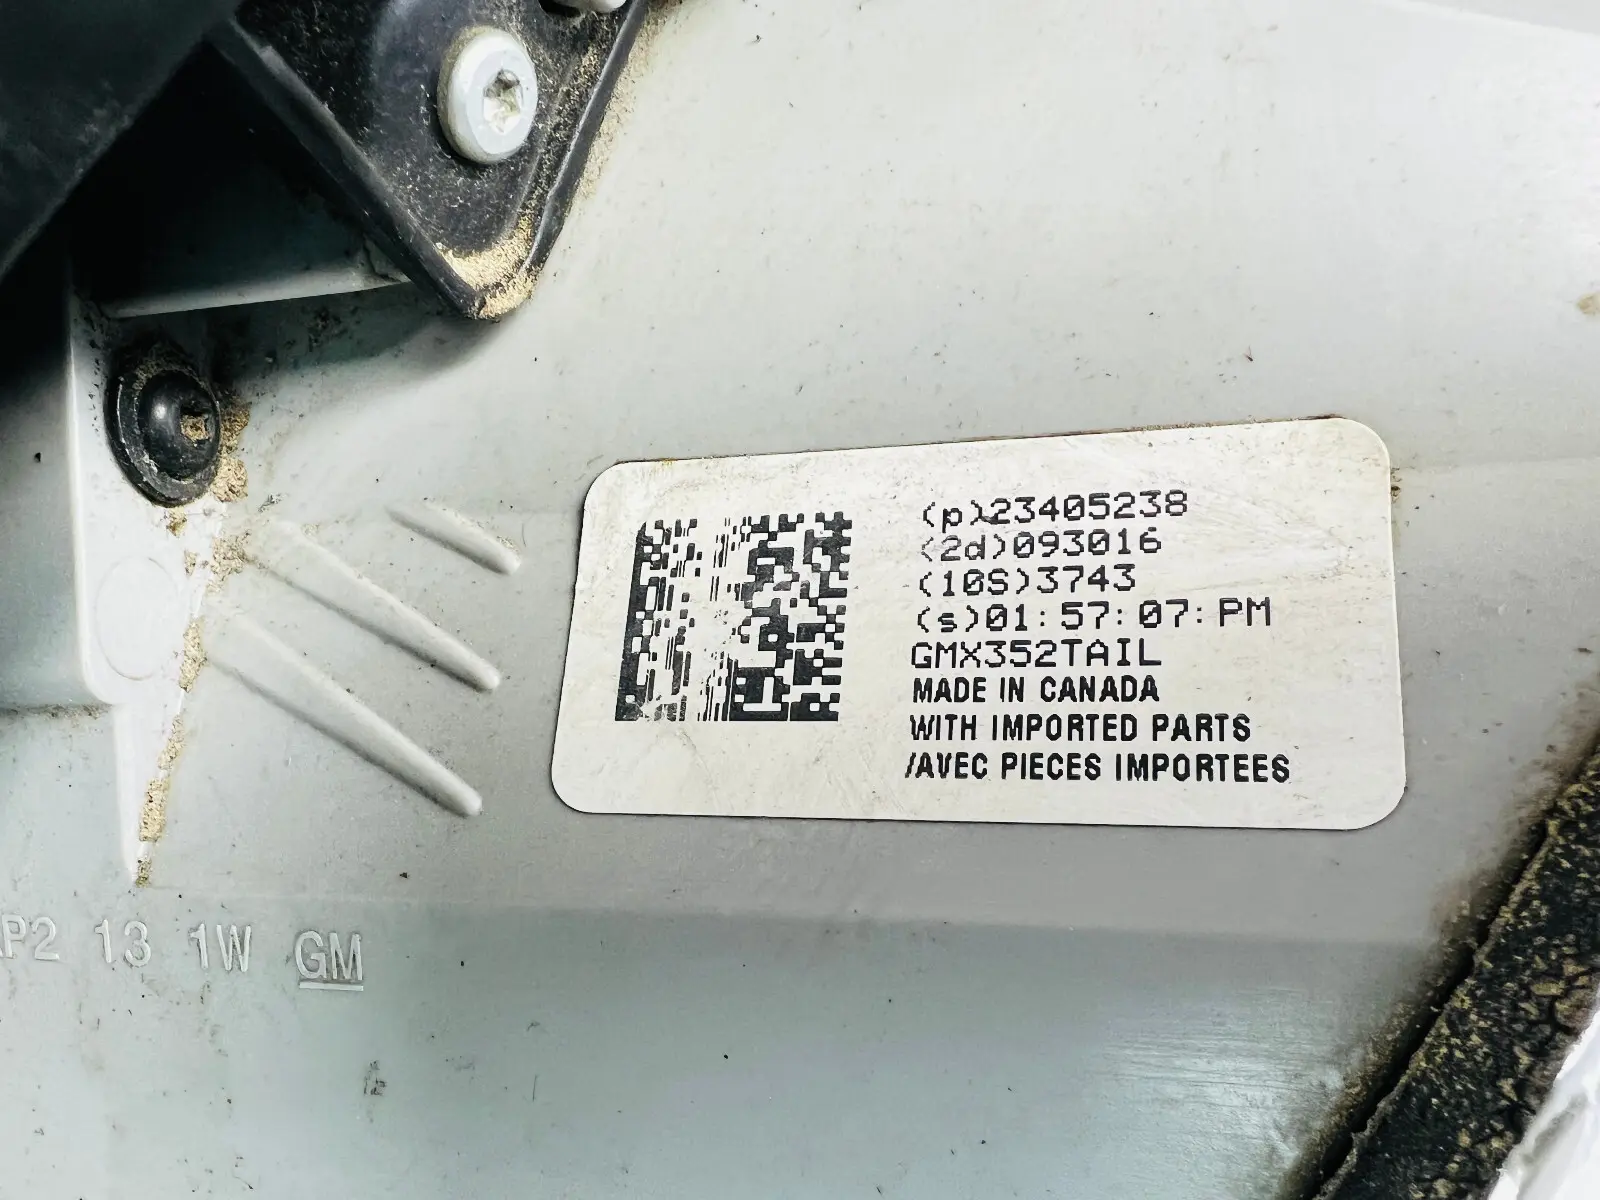 (p)23405238
(2d)093016
(10S)3743
(s)01:57:07:PM
GMX352TAIL
MADE IN CANADA
WITH IMPORTED PARTS
/AVEC PIECES IMPORTEES
13 1W GM